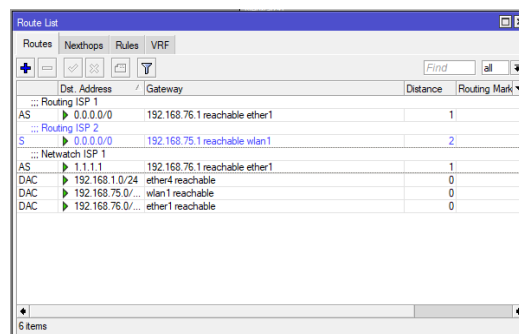 Route List
Routes Nexthops Rules VRF
Find all
Dst. Address Gateway Distance Routing Mark
;;; Routing ISP 1
AS 0.0.0.0/0 192.168.76.1 reachable ether1 1
;;; Routing ISP 2
S 0.0.0.0/0 192.168.75.1 reachable wlan1 2
;;; Netwatch ISP 1
AS 1.1.1.1 192.168.76.1 reachable ether1 1
DAC 192.168.1.0/24 ether4 reachable 0
DAC 192.168.75.0/... wlan1 reachable 0
DAC 192.168.76.0/... ether1 reachable 0
6 items